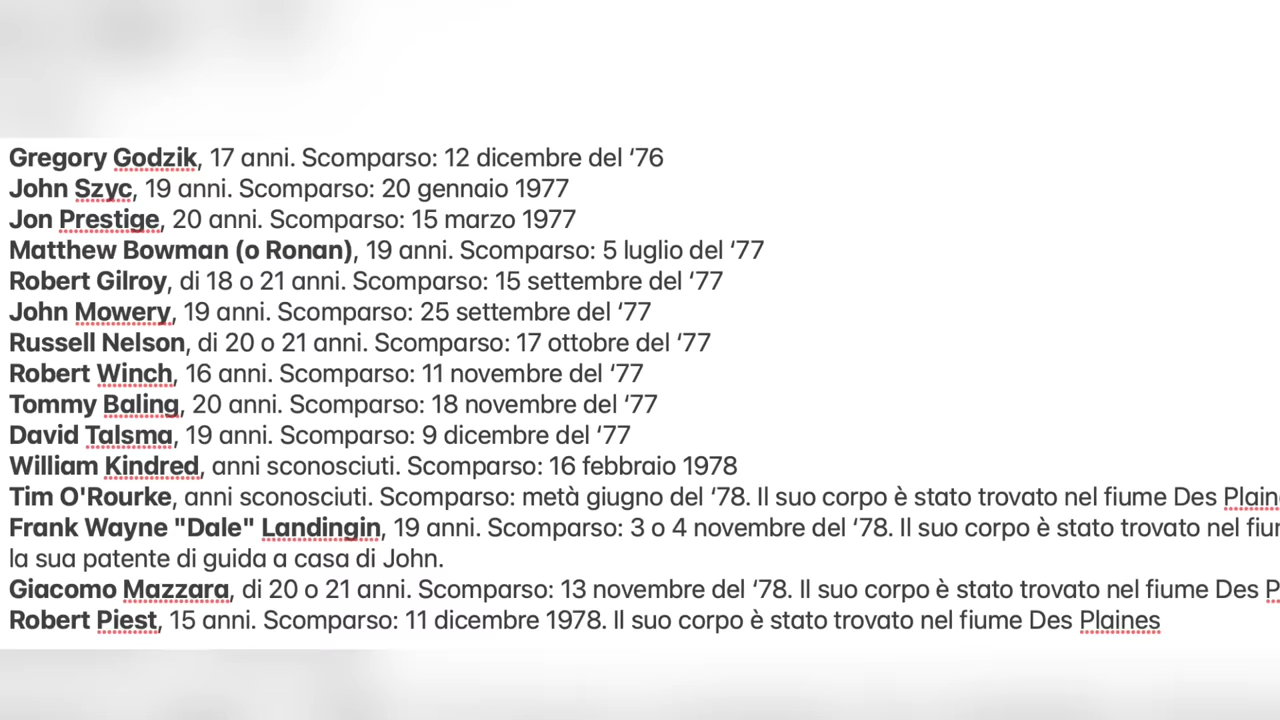 Gregory Godzik, 17 anni. Scomparso: 12 dicembre del ‘76
John Szyc, 19 anni. Scomparso: 20 gennaio 1977
Jon Prestige, 20 anni. Scomparso: 15 marzo 1977
Matthew Bowman (o Ronan), 19 anni. Scomparso: 5 luglio del ‘77
Robert Gilroy, di 18 o 21 anni. Scomparso: 15 settembre del ‘77
John Mowery, 19 anni. Scomparso: 25 settembre del ‘77
Russell Nelson, di 20 o 21 anni. Scomparso: 17 ottobre del ‘77
Robert Winch, 16 anni. Scomparso: 11 novembre del ‘77
Tommy Baling, 20 anni. Scomparso: 18 novembre del ‘77
David Talsma, 19 anni. Scomparso: 9 dicembre del ‘77
William Kindred, anni sconosciuti. Scomparso: 16 febbraio 1978
Tim O'Rourke, anni sconosciuti. Scomparso: metà giugno del ‘78. Il suo corpo è stato trovato nel fiume Des
Frank Wayne "Dale" Landingin, 19 anni. Scomparso: 3 o 4 novembre del ‘78. Il suo corpo è stato trovato nel
la sua patente di guida a casa di John.
Giacomo Mazzara, di 20 o 21 anni. Scomparso: 13 novembre del ‘78. Il suo corpo è stato trovato nel fiume Des
Robert Piest, 15 anni. Scomparso: 11 dicembre 1978. Il suo corpo è stato trovato nel fiume Des Plaines